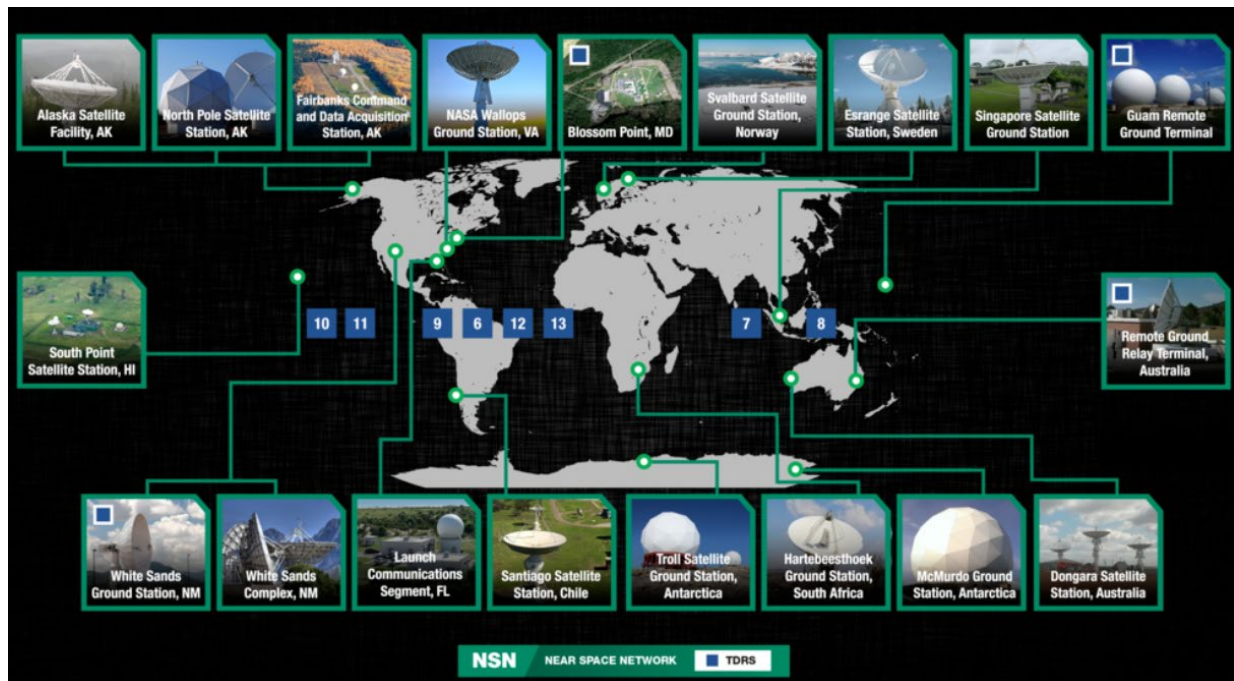 Alaska Satellite
Facility, AK
North Pole Satellite
Station, AK
Fairbanks Command
and Data Acquisition
Station, AK
NASA Wallops
Ground Station, VA
Blossom Point, MD
Svalbard Satellite
Ground Station,
Norway
Esrange Satellite
Station, Sweden
Singapore Satellite
Ground Station
Guam Remote
Ground Terminal
South Point
Satellite Station, HI
10
11
9
6
12
13
7
8
Remote Ground
Relay Terminal,
Australia
White Sands
Ground Station, NM
White Sands
Complex, NM
Launch
Communications
Segment, FL
Santiago Satellite
Station, Chile
Troll Satellite
Ground Station,
Antarctica
Hartebeesthoek
Ground Station,
South Africa
McMurdo Ground
Station, Antarctica
Dongara Satellite
Station, Australia
NSN NEAR SPACE NETWORK TDRS